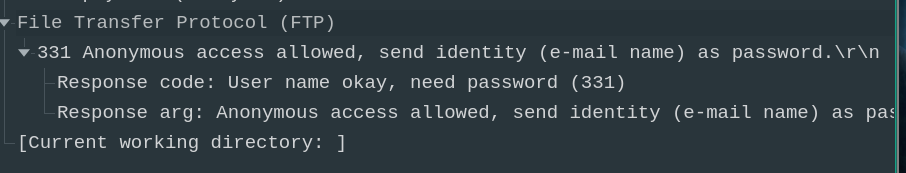 File Transfer Protocol (FTP)
331 Anonymous access allowed, send identity (e-mail name) as password.\r\n
Response code: User name okay, need password (331)
Response arg: Anonymous access allowed, send identity (e-mail name) as pas
[Current working directory: ]